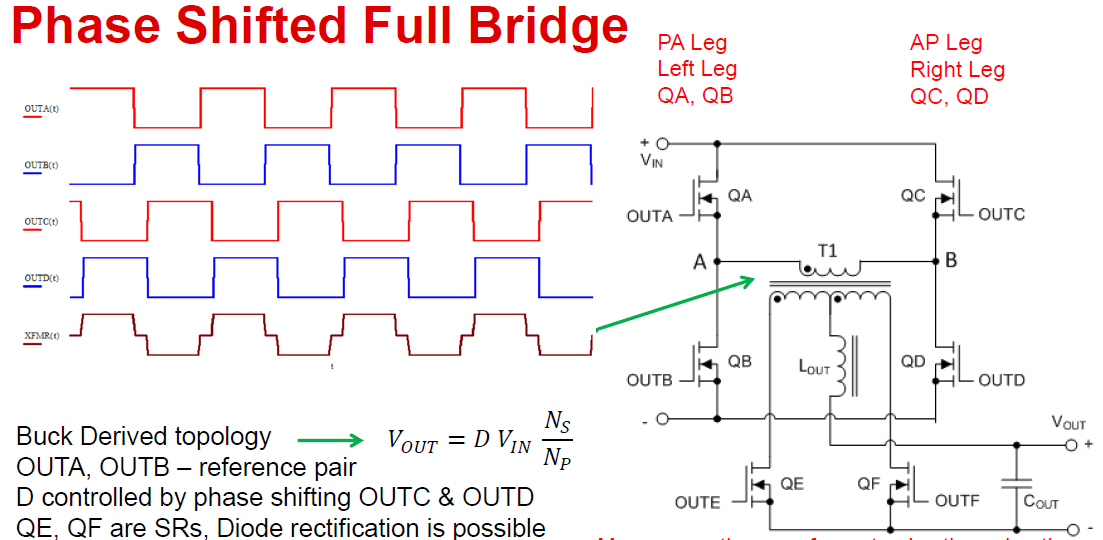 Phase Shifted Full Bridge
PA Leg
Left Leg
QA, QB
AP Leg
Right Leg
QC, QD
OUTA(t)
OUTB(t)
OUTC(t)
OUTD(t)
XFMR(t)
t
+
VIN
QA
OUTA
QC
OUTC
T1
A
B
QB
OUTB
LOUT
QD
OUTD
-
VOUT
+
QE
OUTE
QF
OUTF
COUT
-
Buck Derived topology
VOUT = D VIN NS/NP
OUTA, OUTB – reference pair
D controlled by phase shifting OUTC & OUTD
QE, QF are SRs, Diode rectification is possible